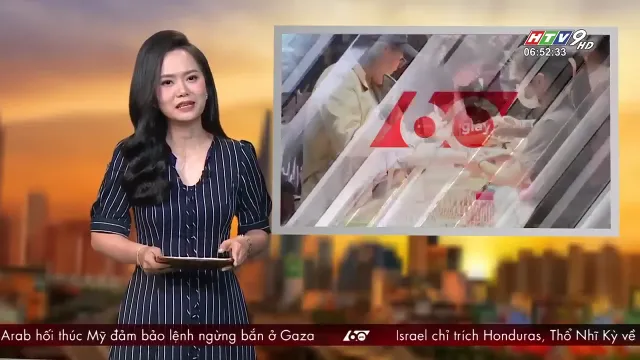 HTV9 HD
06:52:33
60 giây
Arab hối thúc Mỹ đảm bảo lệnh ngừng bắn ở Gaza 60 Israel chỉ trích Honduras, Thổ Nhĩ Kỳ về